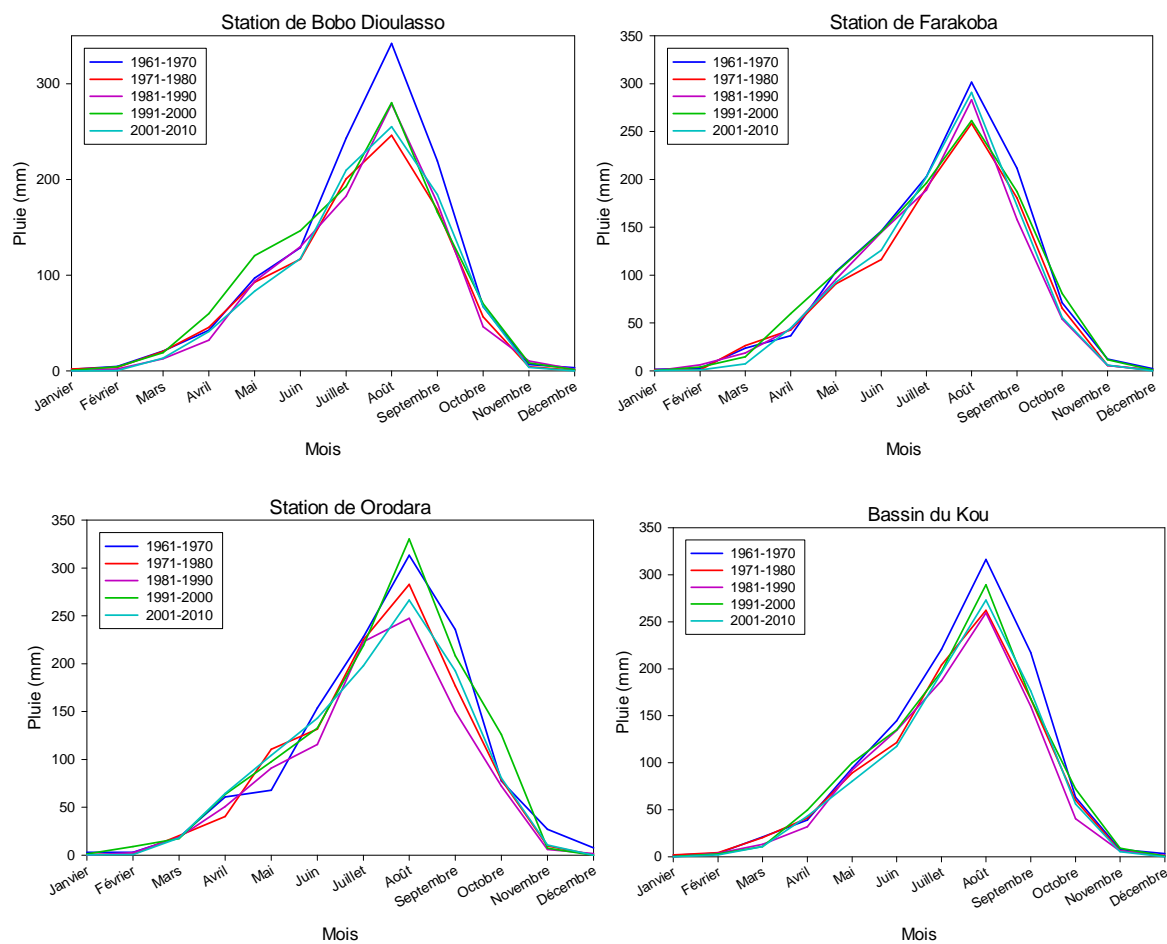 Station de Bobo Dioulasso
1961-1970
1971-1980
1981-1990
1991-2000
2001-2010
Pluie (mm)
300
200
100
0
Janvier
Février
Mars
Avril
Mai
Juin
Juillet
Août
Septembre
Octobre
Novembre
Décembre
Mois
Station de Farakoba
1961-1970
1971-1980
1981-1990
1991-2000
2001-2010
Pluie (mm)
350
300
250
200
150
100
50
0
Janvier
Février
Mars
Avril
Mai
Juin
Juillet
Août
Septembre
Octobre
Novembre
Décembre
Mois
Station de Orodara
1961-1970
1971-1980
1981-1990
1991-2000
2001-2010
Pluie (mm)
350
300
250
200
150
100
50
0
Janvier
Février
Mars
Avril
Mai
Juin
Juillet
Août
Septembre
Octobre
Novembre
Décembre
Mois
Bassin du Kou
1961-1970
1971-1980
1981-1990
1991-2000
2001-2010
Pluie (mm)
350
300
250
200
150
100
50
0
Janvier
Février
Mars
Avril
Mai
Juin
Juillet
Août
Septembre
Octobre
Novembre
Décembre
Mois